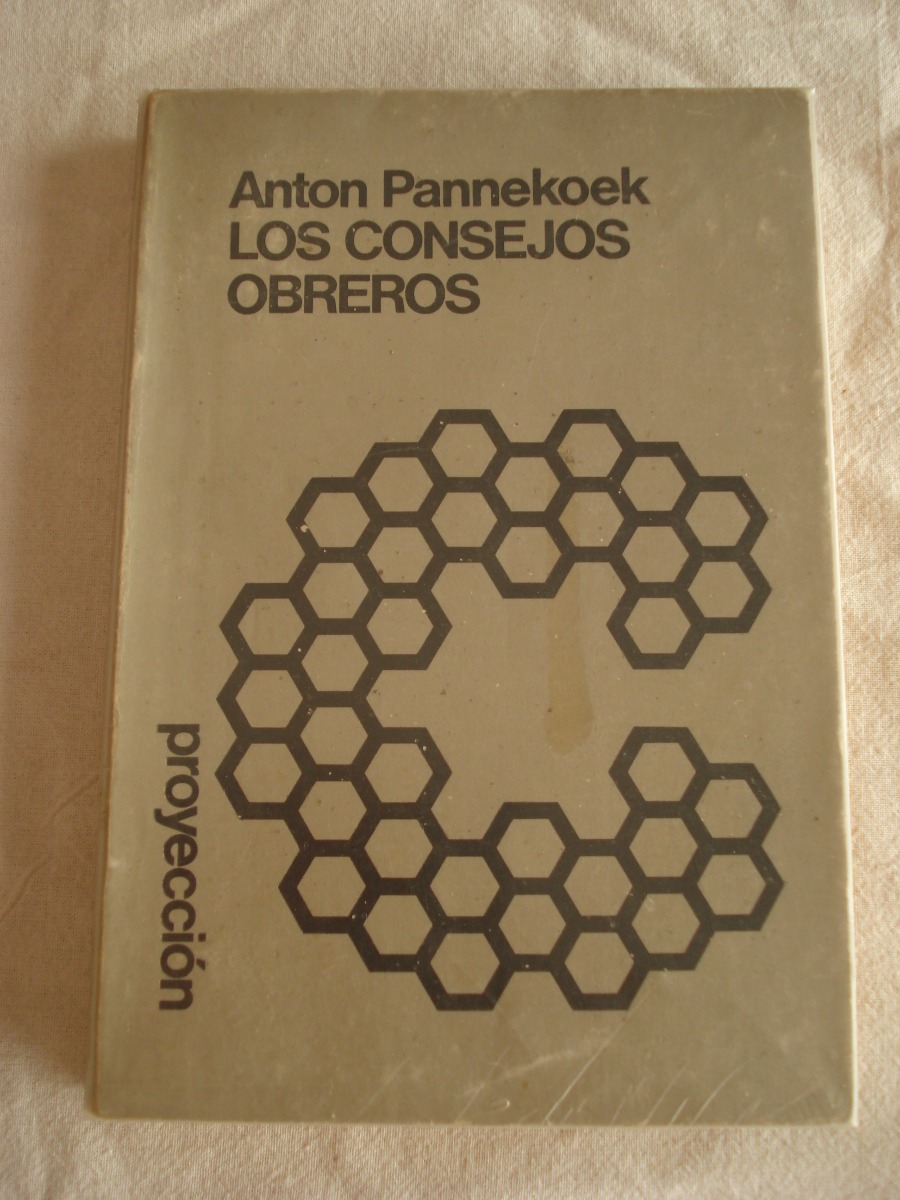 Anton Pannekoek
LOS CONSEJOS
OBREROS
proyección